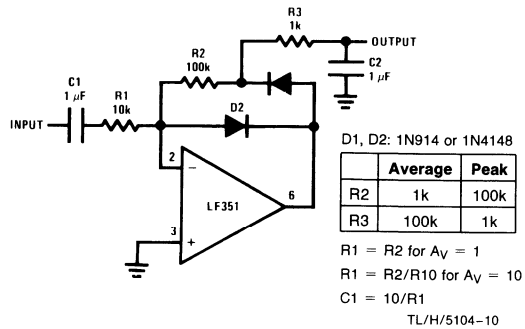 R3
1k
OUTPUT
R2
100k
C2
1 μF
C1
1 μF
R1
10k
INPUT
D2
2
−
LF351
6
3
+
D1, D2: 1N914 or 1N4148
Average Peak
R2 1k 100k
R3 100k 1k
R1 = R2 for AV = 1
R1 = R2/R10 for AV = 10
C1 = 10/R1
TL/H/5104-10